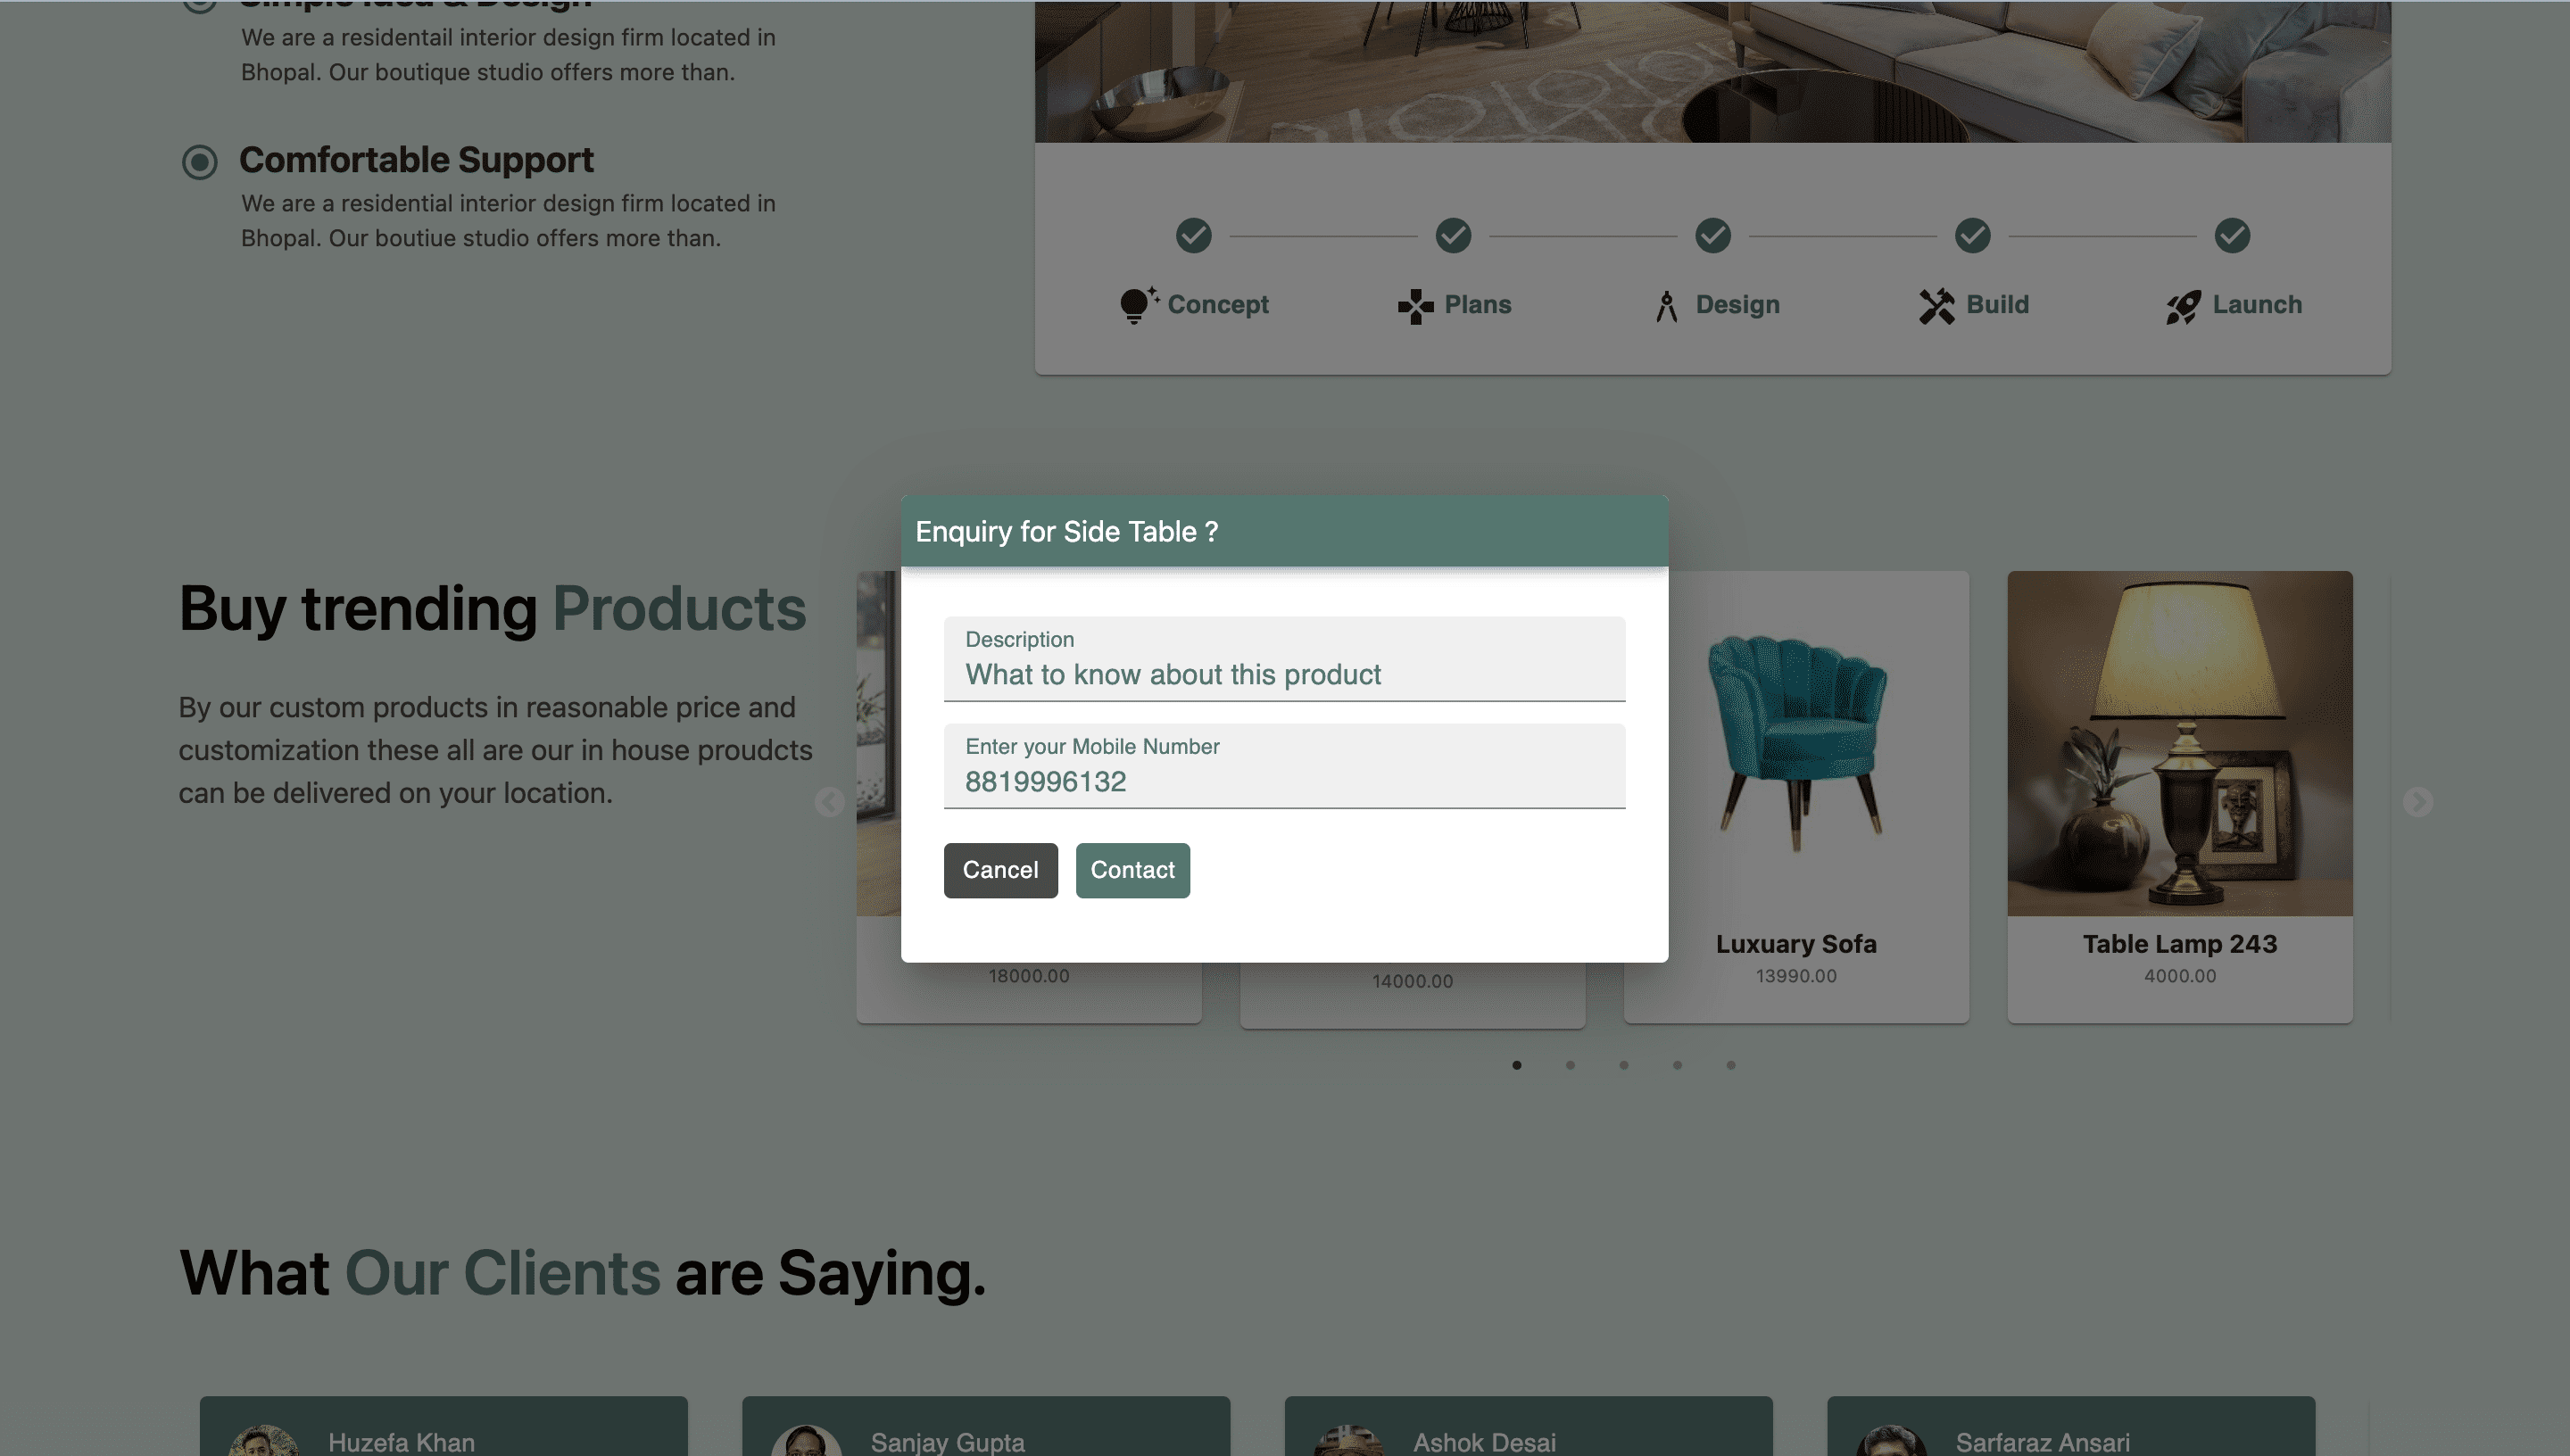 Simple Idea & Design
We are a residentail interior design firm located in
Bhopal. Our boutique studio offers more than.
Comfortable Support
We are a residential interior design firm located in
Bhopal. Our boutiue studio offers more than.
Concept
Plans
Design
Build
Launch
Buy trending Products
By our custom products in reasonable price and
customization these all are our in house proudcts
can be delivered on your location.
Enquiry for Side Table ?
Description
What to know about this product
Enter your Mobile Number
8819996132
Cancel
Contact
18000.00
14000.00
Luxuary Sofa
13990.00
Table Lamp 243
4000.00
What Our Clients are Saying.
Huzefa Khan
Sanjay Gupta
Ashok Desai
Sarfaraz Ansari